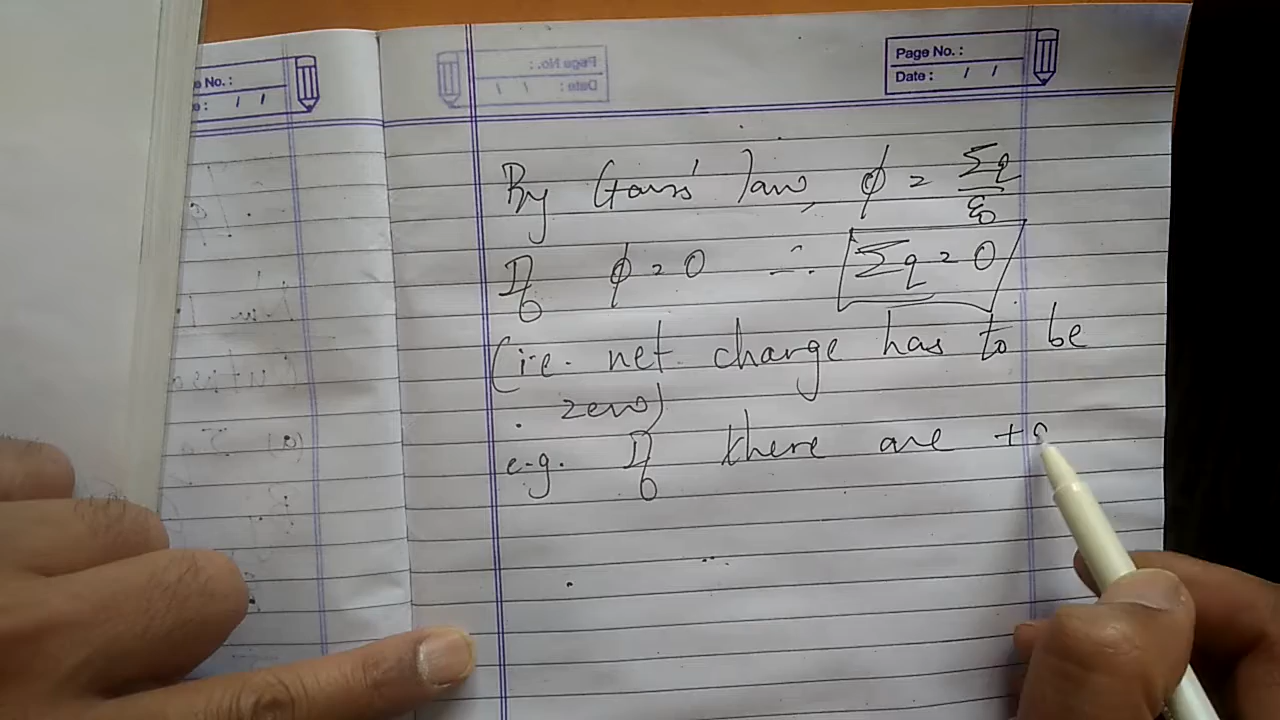 Page No. :
Date : / /
By Gauss' law, φ = Σq/ε0
If φ = 0 ∴ Σq = 0
(i.e. net charge has to be
zero)
e.g. If there are +